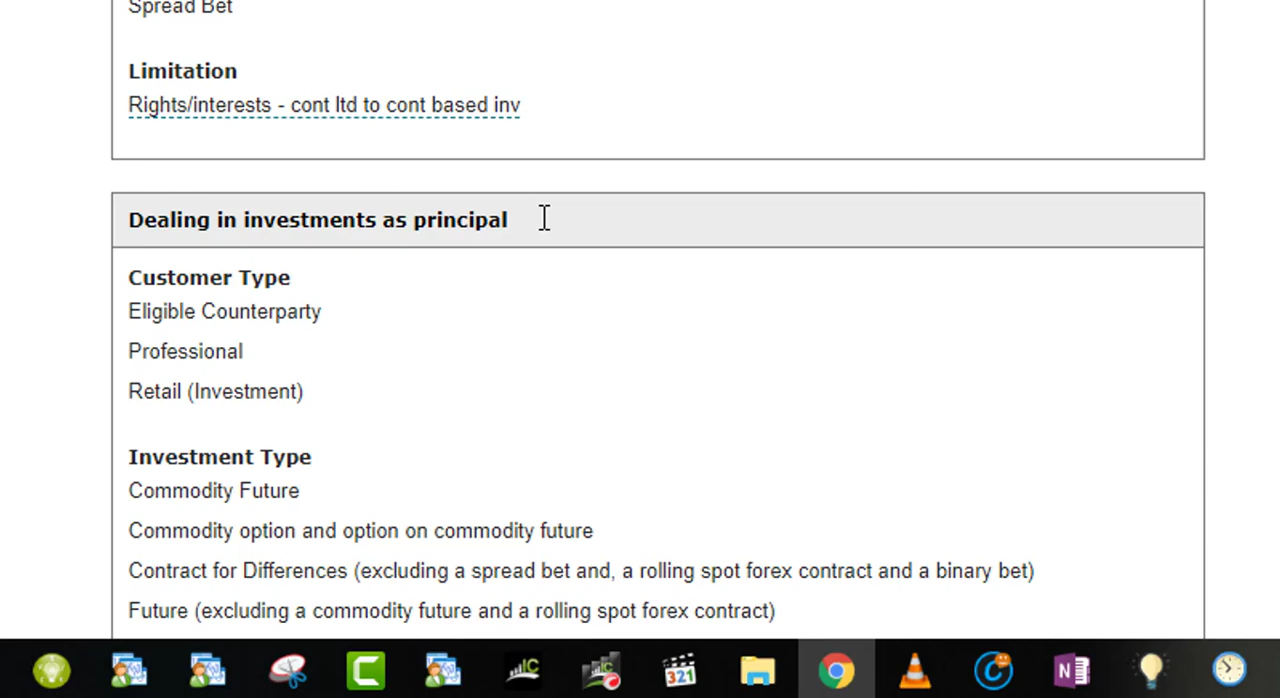 Spread Bet
Limitation
Rights/interests - cont ltd to cont based inv
Dealing in investments as principal
Customer Type
Eligible Counterparty
Professional
Retail (Investment)
Investment Type
Commodity Future
Commodity option and option on commodity future
Contract for Differences (excluding a spread bet and, a rolling spot forex contract and a binary bet)
Future (excluding a commodity future and a rolling spot forex contract)
IC
IC
321
N